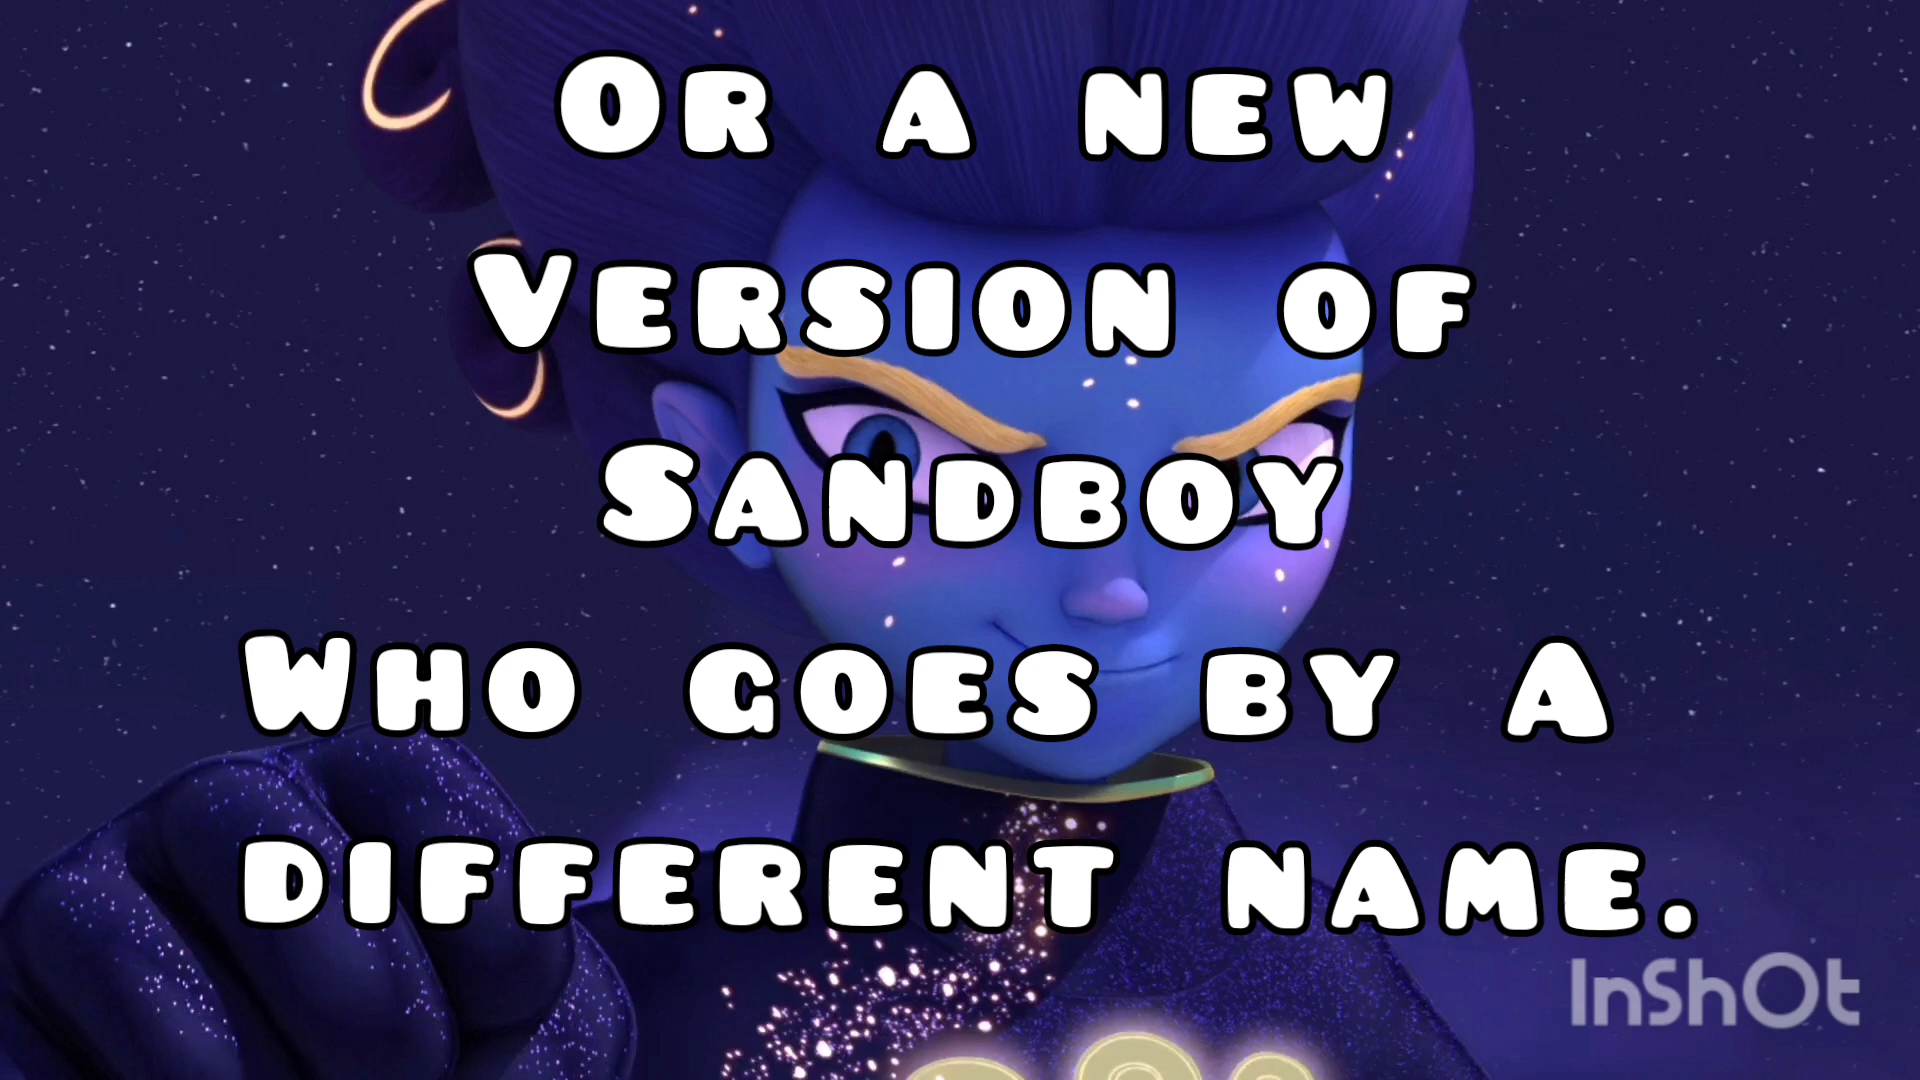 Or a new
Version of
Sandboy
Who goes by A
different name.
InShOt